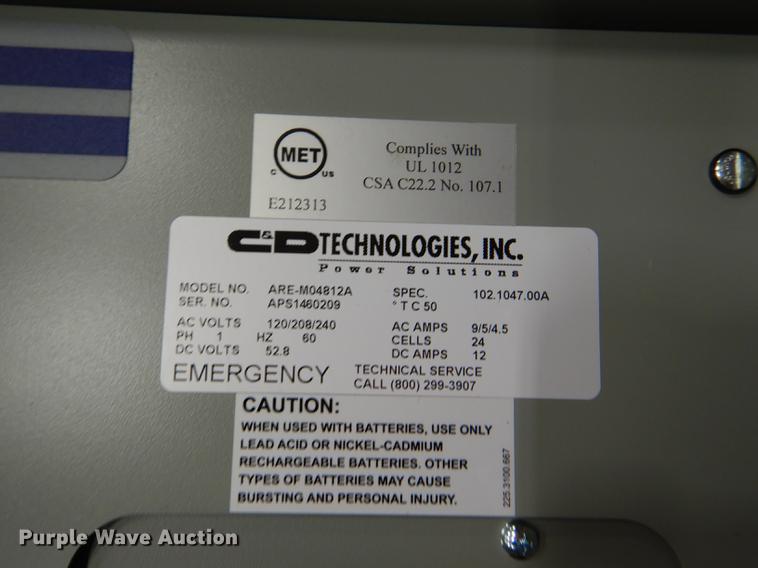 MET
C US
Complies With
UL 1012
CSA C22.2 No. 107.1
E212313
C&D TECHNOLOGIES, INC.
Power Solutions
MODEL NO. ARE-M04812A SPEC. 102.1047.00A
SER. NO. APS1460209 ° T C 50
AC VOLTS 120/208/240 AC AMPS 9/5/4.5
PH 1 HZ 60 CELLS 24
DC VOLTS 52.8 DC AMPS 12
EMERGENCY TECHNICAL SERVICE
CALL (800) 299-3907
CAUTION:
WHEN USED WITH BATTERIES, USE ONLY
LEAD ACID OR NICKEL-CADMIUM
RECHARGEABLE BATTERIES. OTHER
TYPES OF BATTERIES MAY CAUSE
BURSTING AND PERSONAL INJURY.
225.3100.667
Purple Wave Auction